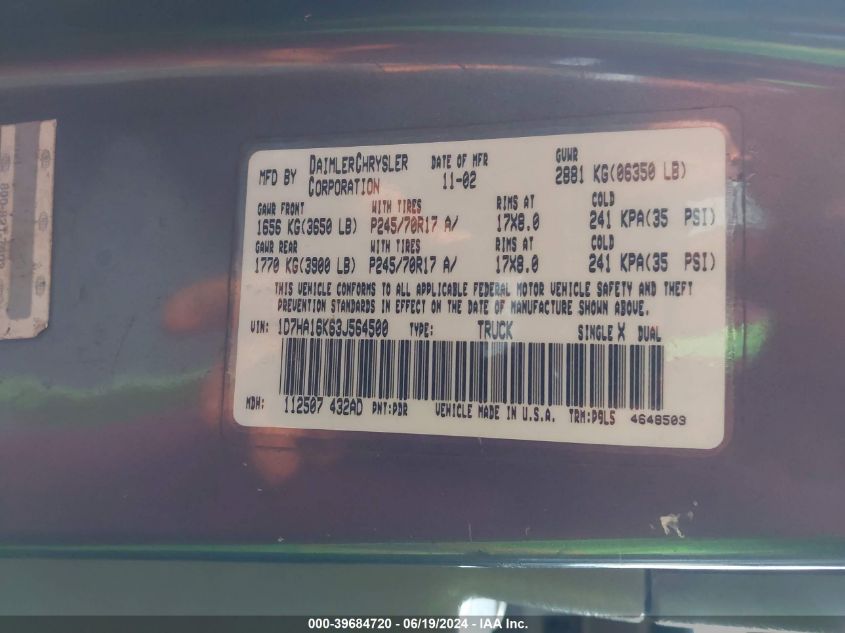 MFD BY DAIMLERCHRYSLER CORPORATION DATE OF MFR 11-02 GVWR 2881 KG(06350 LB)
GAWR FRONT WITH TIRES RIMS AT COLD
1656 KG(3650 LB) P245/70R17 A/ 17X8.0 241 KPA(35 PSI)
GAWR REAR WITH TIRES RIMS AT COLD
1770 KG(3900 LB) P245/70R17 A/ 17X8.0 241 KPA(35 PSI)
THIS VEHICLE CONFORMS TO ALL APPLICABLE FEDERAL MOTOR VEHICLE SAFETY AND THEFT
PREVENTION STANDARDS IN EFFECT ON THE DATE OF MANUFACTURE SHOWN ABOVE.
VIN: 1D7HA16K63J564500 TYPE: TRUCK SINGLE X DUAL
MDH: 112507 432AD PNT:PDR VEHICLE MADE IN U.S.A. TRM:P9L5 4648503
000-39684720 - 06/19/2024 - IAA Inc.